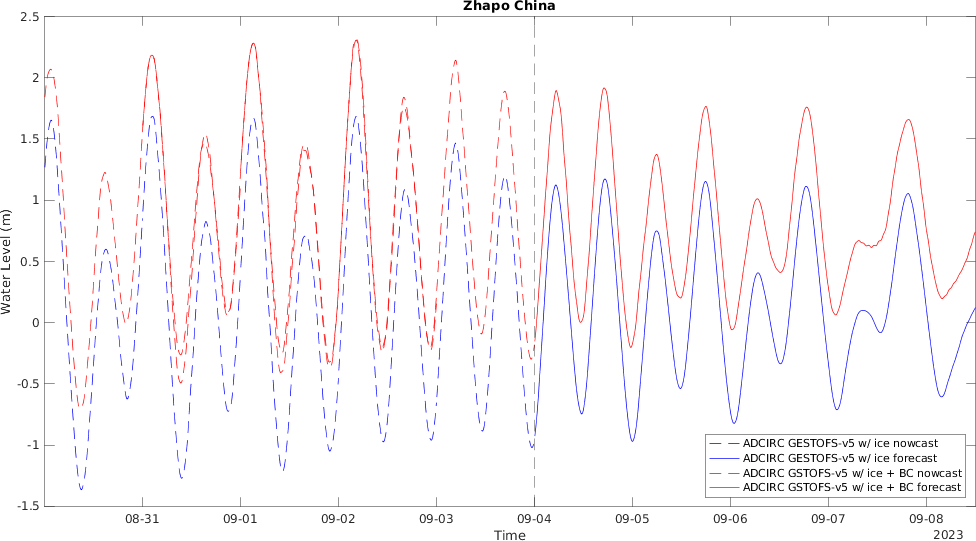 Zhapo China
2.5
2
1.5
1
0.5
0
-0.5
-1
-1.5
Water Level (m)
08-31
09-01
09-02
09-03
09-04
09-05
09-06
09-07
09-08
2023
Time
ADCIRC GESTOFS-v5 w/ ice nowcast
ADCIRC GESTOFS-v5 w/ ice forecast
ADCIRC GSTOFS-v5 w/ ice + BC nowcast
ADCIRC GSTOFS-v5 w/ ice + BC forecast